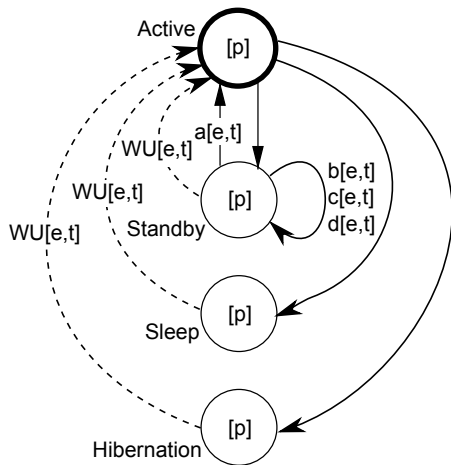 Active
[p]
a[e,t]
WU[e,t]
b[e,t]
WU[e,t]
c[e,t]
[p]
d[e,t]
Standby
WU[e,t]
[p]
Sleep
[p]
Hibernation